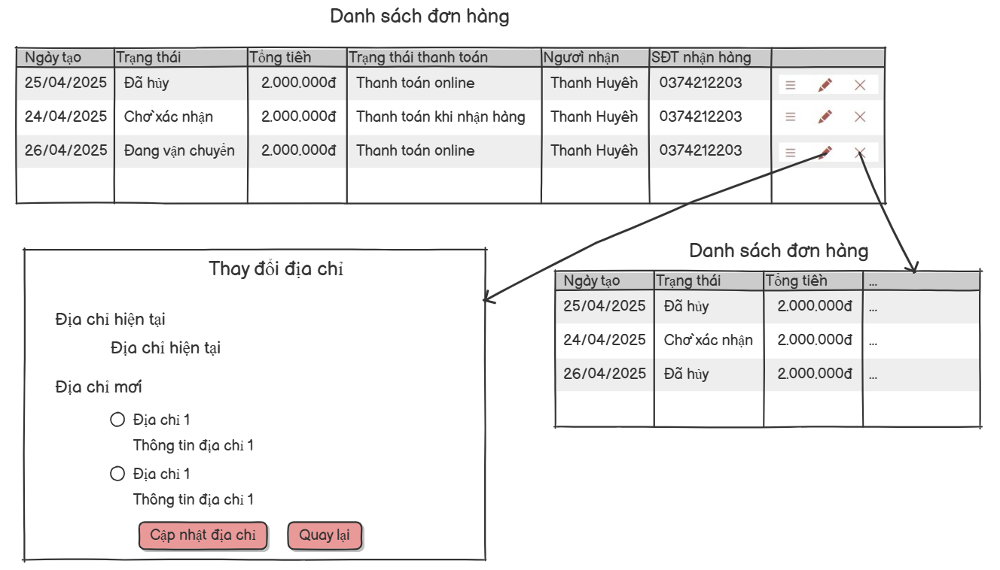 Danh sách đơn hàng
Ngày tạo Trạng thái Tổng tiền Trạng thái thanh toán Người nhận SĐT nhận hàng
25/04/2025 Đã hủy 2.000.000đ Thanh toán online Thanh Huyền 0374212203
24/04/2025 Chờ xác nhận 2.000.000đ Thanh toán khi nhận hàng Thanh Huyền 0374212203
26/04/2025 Đang vận chuyển 2.000.000đ Thanh toán online Thanh Huyền 0374212203
Thay đổi địa chỉ
Địa chỉ hiện tại
Địa chỉ hiện tại
Địa chỉ mới
Địa chỉ 1
Thông tin địa chỉ 1
Địa chỉ 1
Thông tin địa chỉ 1
Cập nhật địa chỉ Quay lại
Danh sách đơn hàng
Ngày tạo Trạng thái Tổng tiền ...
25/04/2025 Đã hủy 2.000.000đ ...
24/04/2025 Chờ xác nhận 2.000.000đ ...
26/04/2025 Đã hủy 2.000.000đ ...